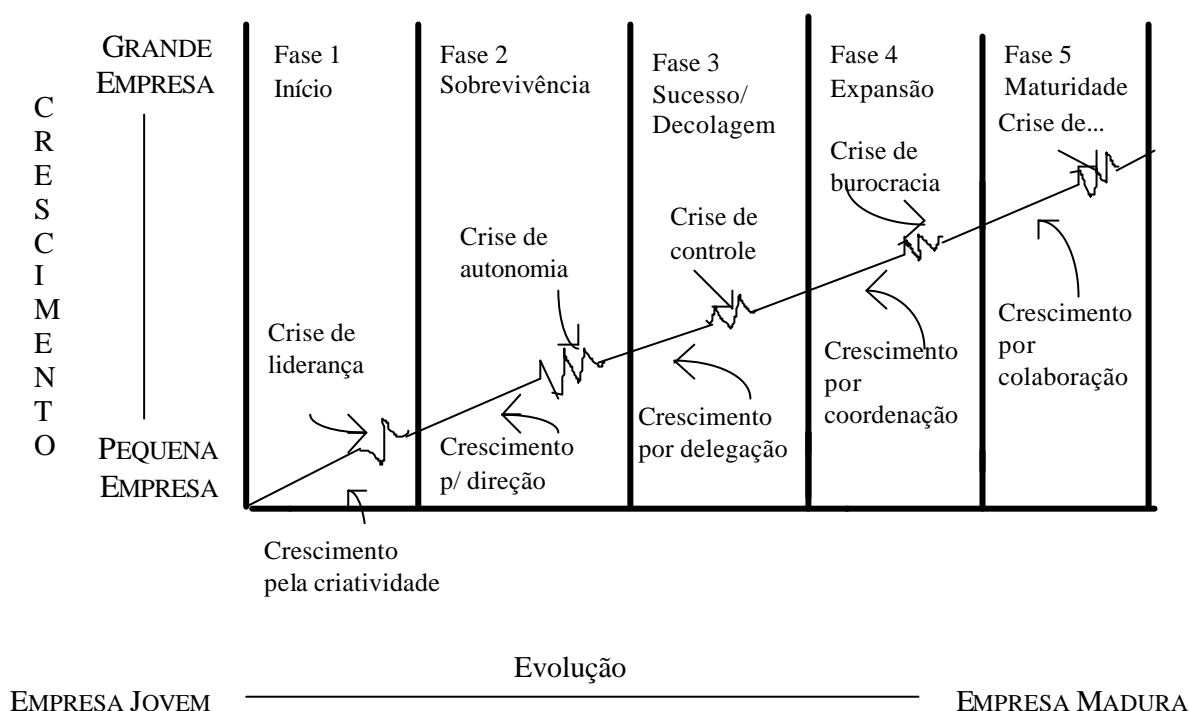 GRANDE
EMPRESA
CRESCIMENTO
PEQUENA
EMPRESA
Fase 1
Início
Crise de
liderança
Crescimento
pela criatividade
Fase 2
Sobrevivência
Crise de
autonomia
Crescimento
p/ direção
Fase 3
Sucesso/
Decolagem
Crise de
controle
Crescimento
por delegação
Fase 4
Expansão
Crise de
burocracia
Crescimento
por
coordenação
Fase 5
Maturidade
Crise de...
Crescimento
por
colaboração
Evolução
EMPRESA JOVEM
EMPRESA MADURA